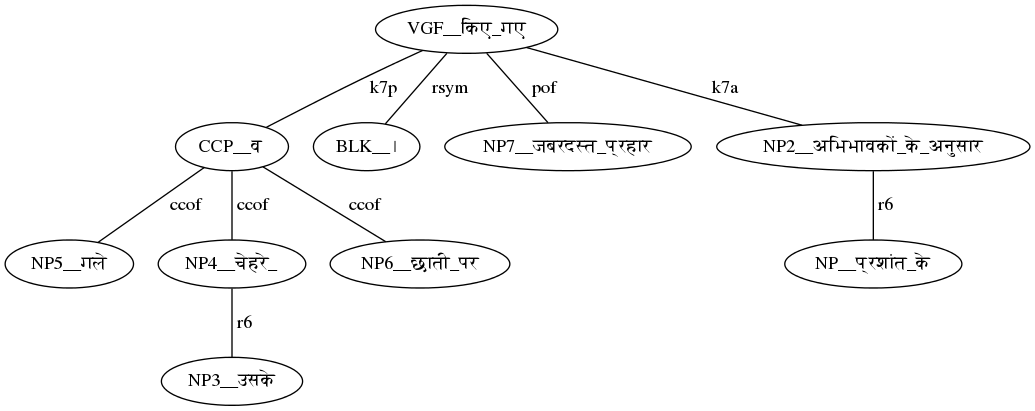 VGF__किए_गए
k7p rsym pof k7a
CCP__व BLK__। NP7__जबरदस्त_प्रहार NP2__अभिभावकों_के_अनुसार
ccof ccof ccof r6
NP5__गले NP4__चेहरे_ NP6__छाती_पर NP__प्रशांत_के
r6
NP3__उसके